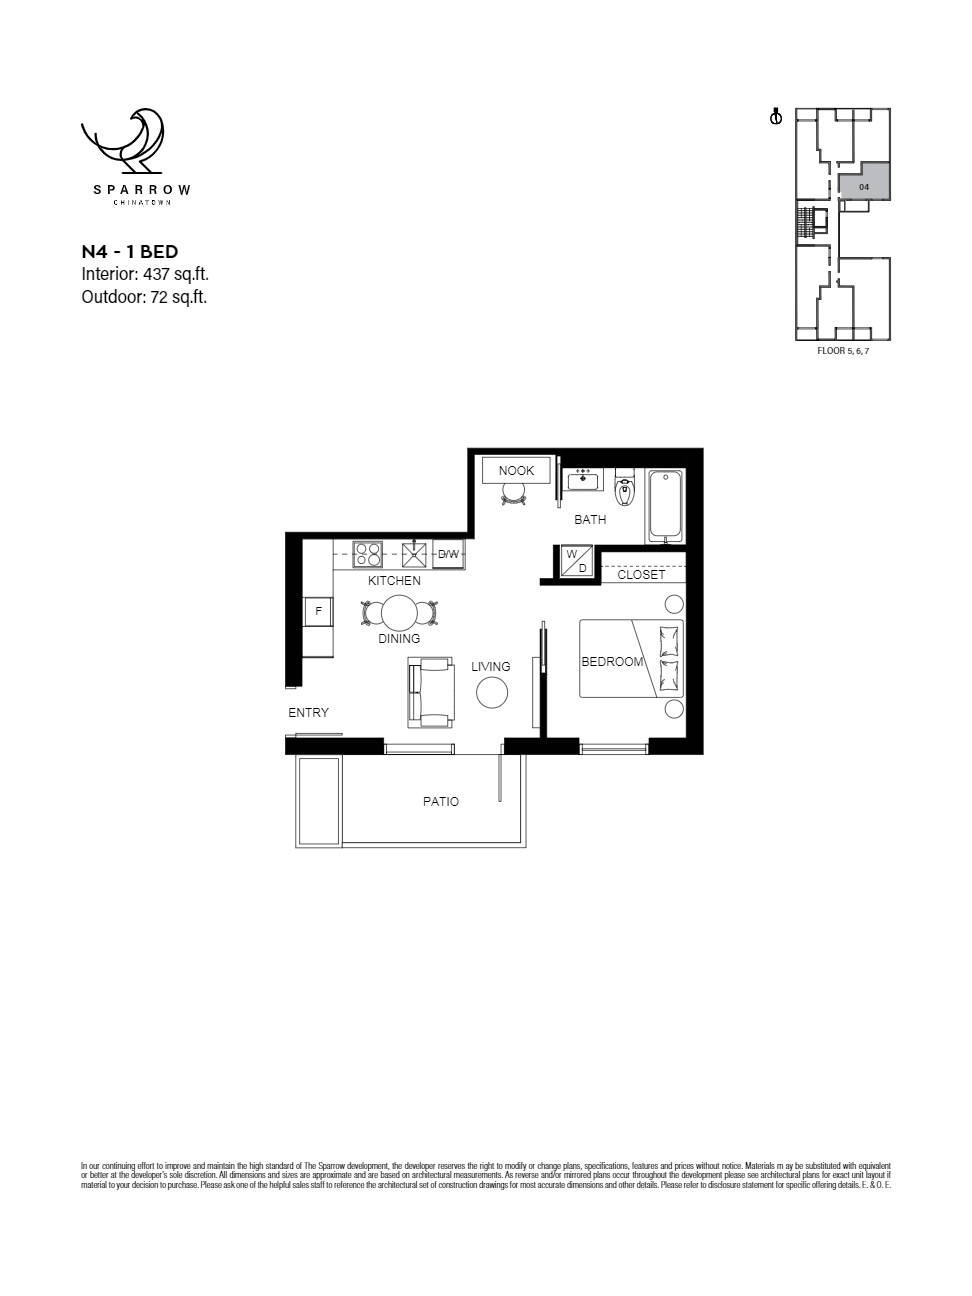 SPARROW
CHINATOWN
N4 - 1 BED
Interior: 437 sq.ft.
Outdoor: 72 sq.ft.
04
FLOOR 5, 6, 7
NOOK
BATH
W
D
D/W
KITCHEN
CLOSET
F
DINING
LIVING
BEDROOM
ENTRY
PATIO
In our continuing effort to improve and maintain the high standard of The Sparrow development, the developer reserves the right to modify or change plans, specifications, features and prices without notice. Materials m ay be substituted with equivalent
or better at the developer's sole discretion. All dimensions and sizes are approximate and are based on architectural measurements. As reverse and/or mirrored plans occur throughout the development please see architectural plans for exact unit layout if
material to your decision to purchase. Please ask one of the helpful sales staff to reference the architectural set of construction drawings for most accurate dimensions and other details. Please refer to disclosure statement for specific offering details. E. & O. E.